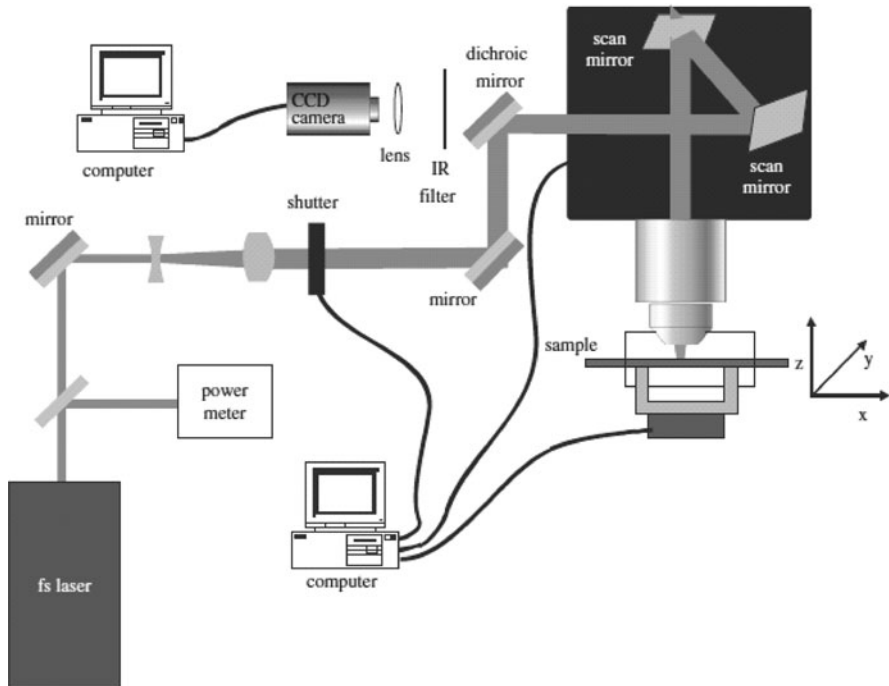 scan
mirror
dichroic
mirror
CCD
camera
lens
IR
filter
computer
scan
mirror
shutter
mirror
mirror
sample
z
y
x
power
meter
fs laser
computer